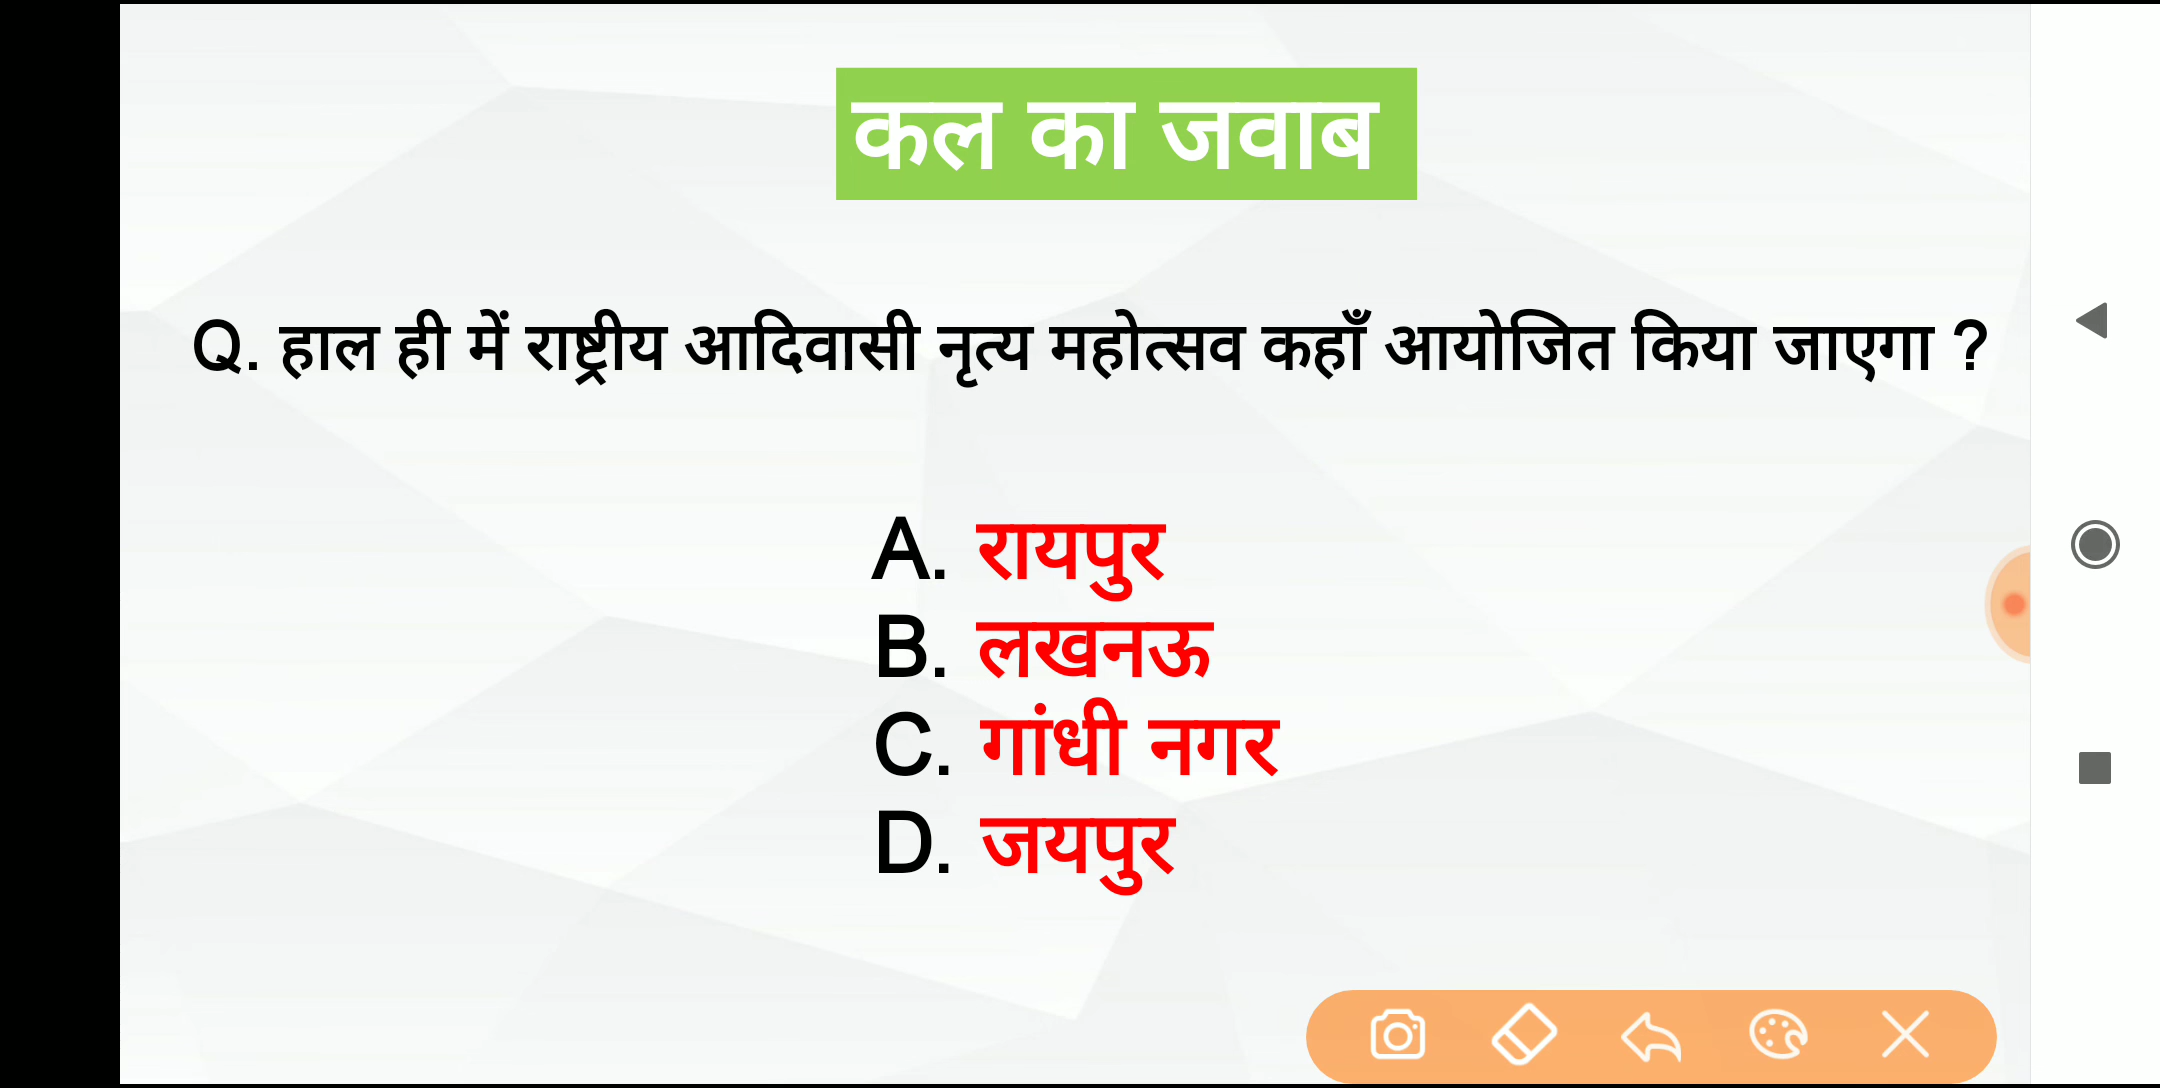 कल का जवाब
Q. हाल ही में राष्ट्रीय आदिवासी नृत्य महोत्सव कहाँ आयोजित किया जाएगा ?
A. रायपुर
B. लखनऊ
C. गांधी नगर
D. जयपुर